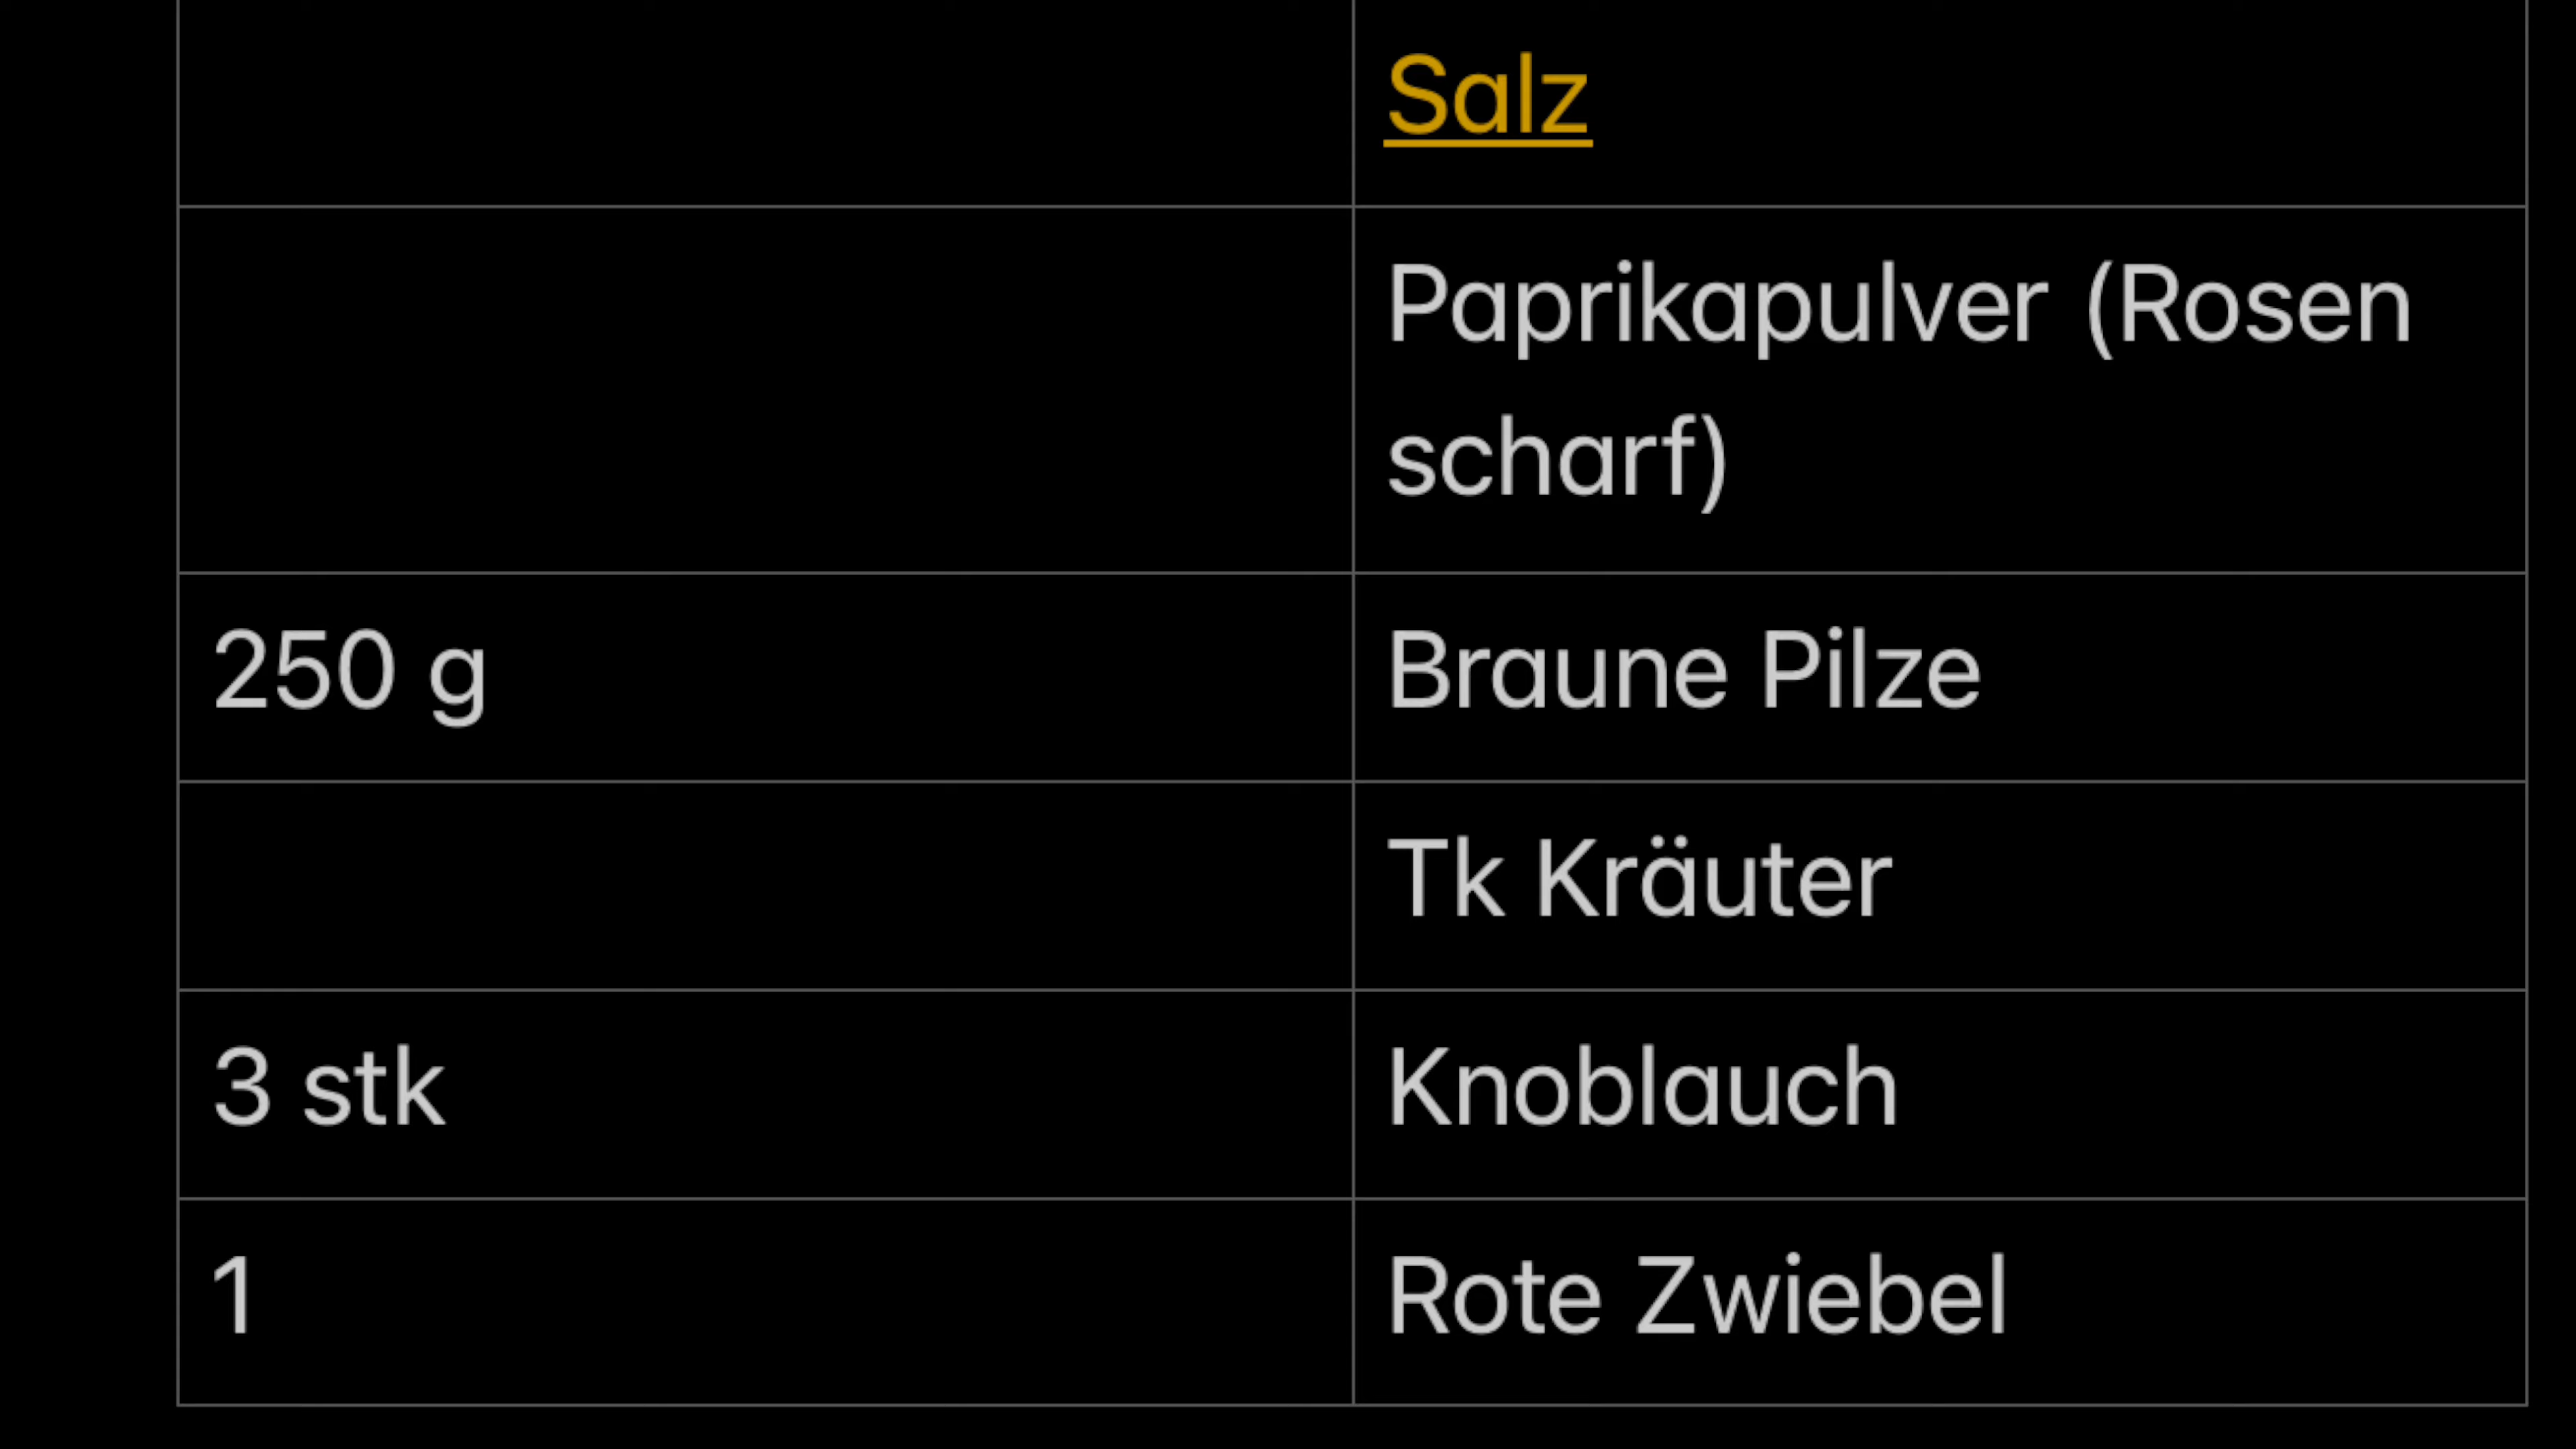 Salz
Paprikapulver (Rosen
scharf)
250 g Braune Pilze
Tk Kräuter
3 stk Knoblauch
1 Rote Zwiebel